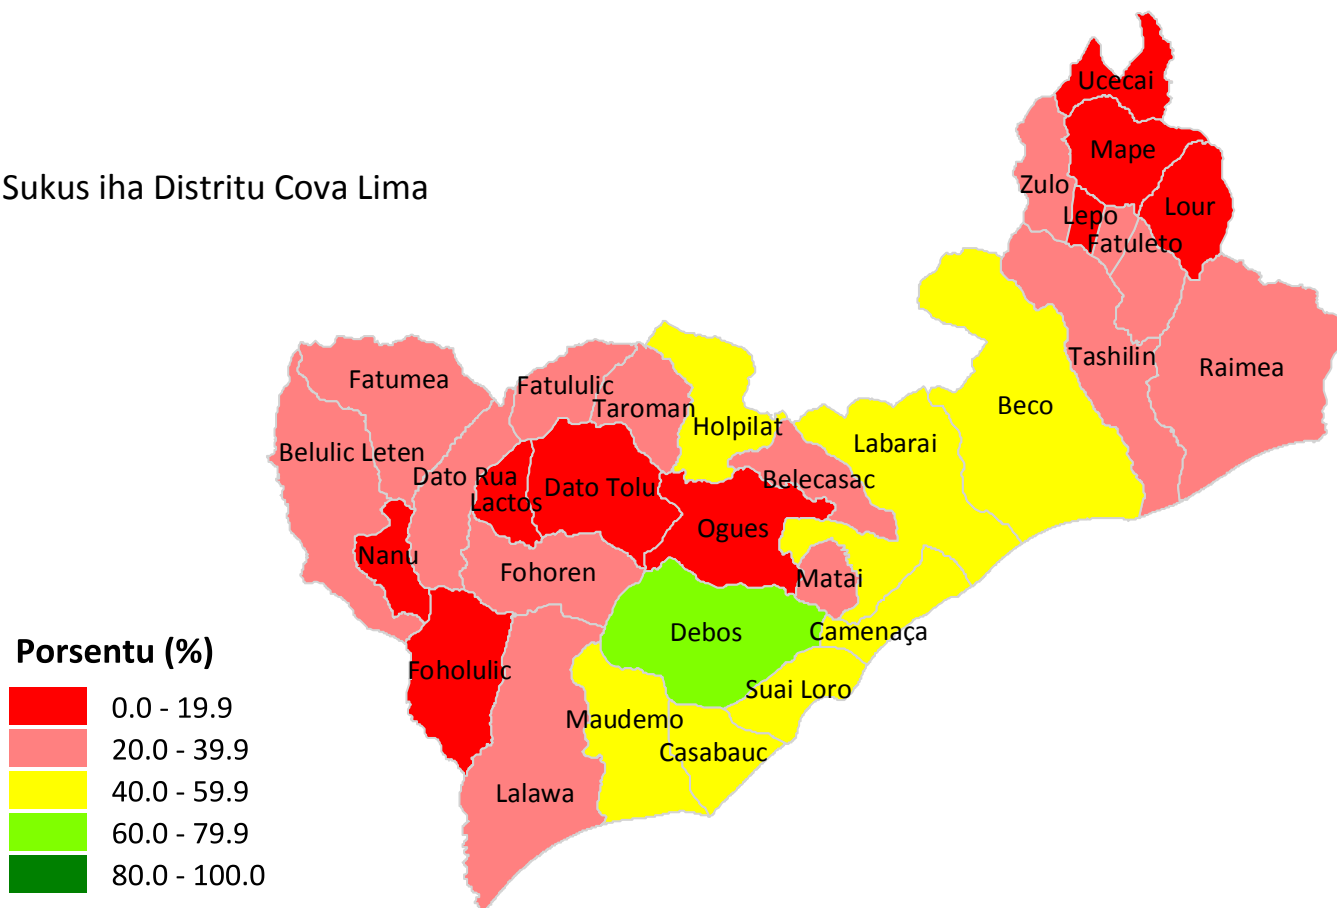 Sukus iha Distritu Cova Lima
Ucecai
Mape
Zulo
Lepo
Lour
Fatuleto
Tashilin
Raimea
Beco
Fatumea
Fatululic
Taroman
Holpilat
Labarai
Belulic Leten
Dato Rua
Lactos
Dato Tolu
Belecasac
Ogues
Nanu
Fohoren
Matai
Debos
Camenaça
Foholulic
Suai Loro
Maudemo
Casabauc
Lalawa
Porsentu (%)
0.0 - 19.9
20.0 - 39.9
40.0 - 59.9
60.0 - 79.9
80.0 - 100.0